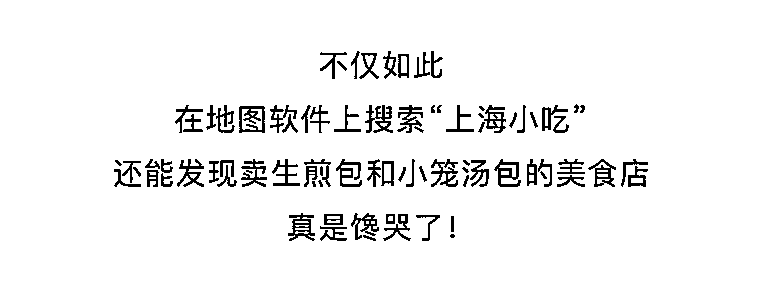 不仅如此
在地图软件上搜索“上海小吃”
还能发现卖生煎包和小笼汤包的美食店
真是馋哭了！